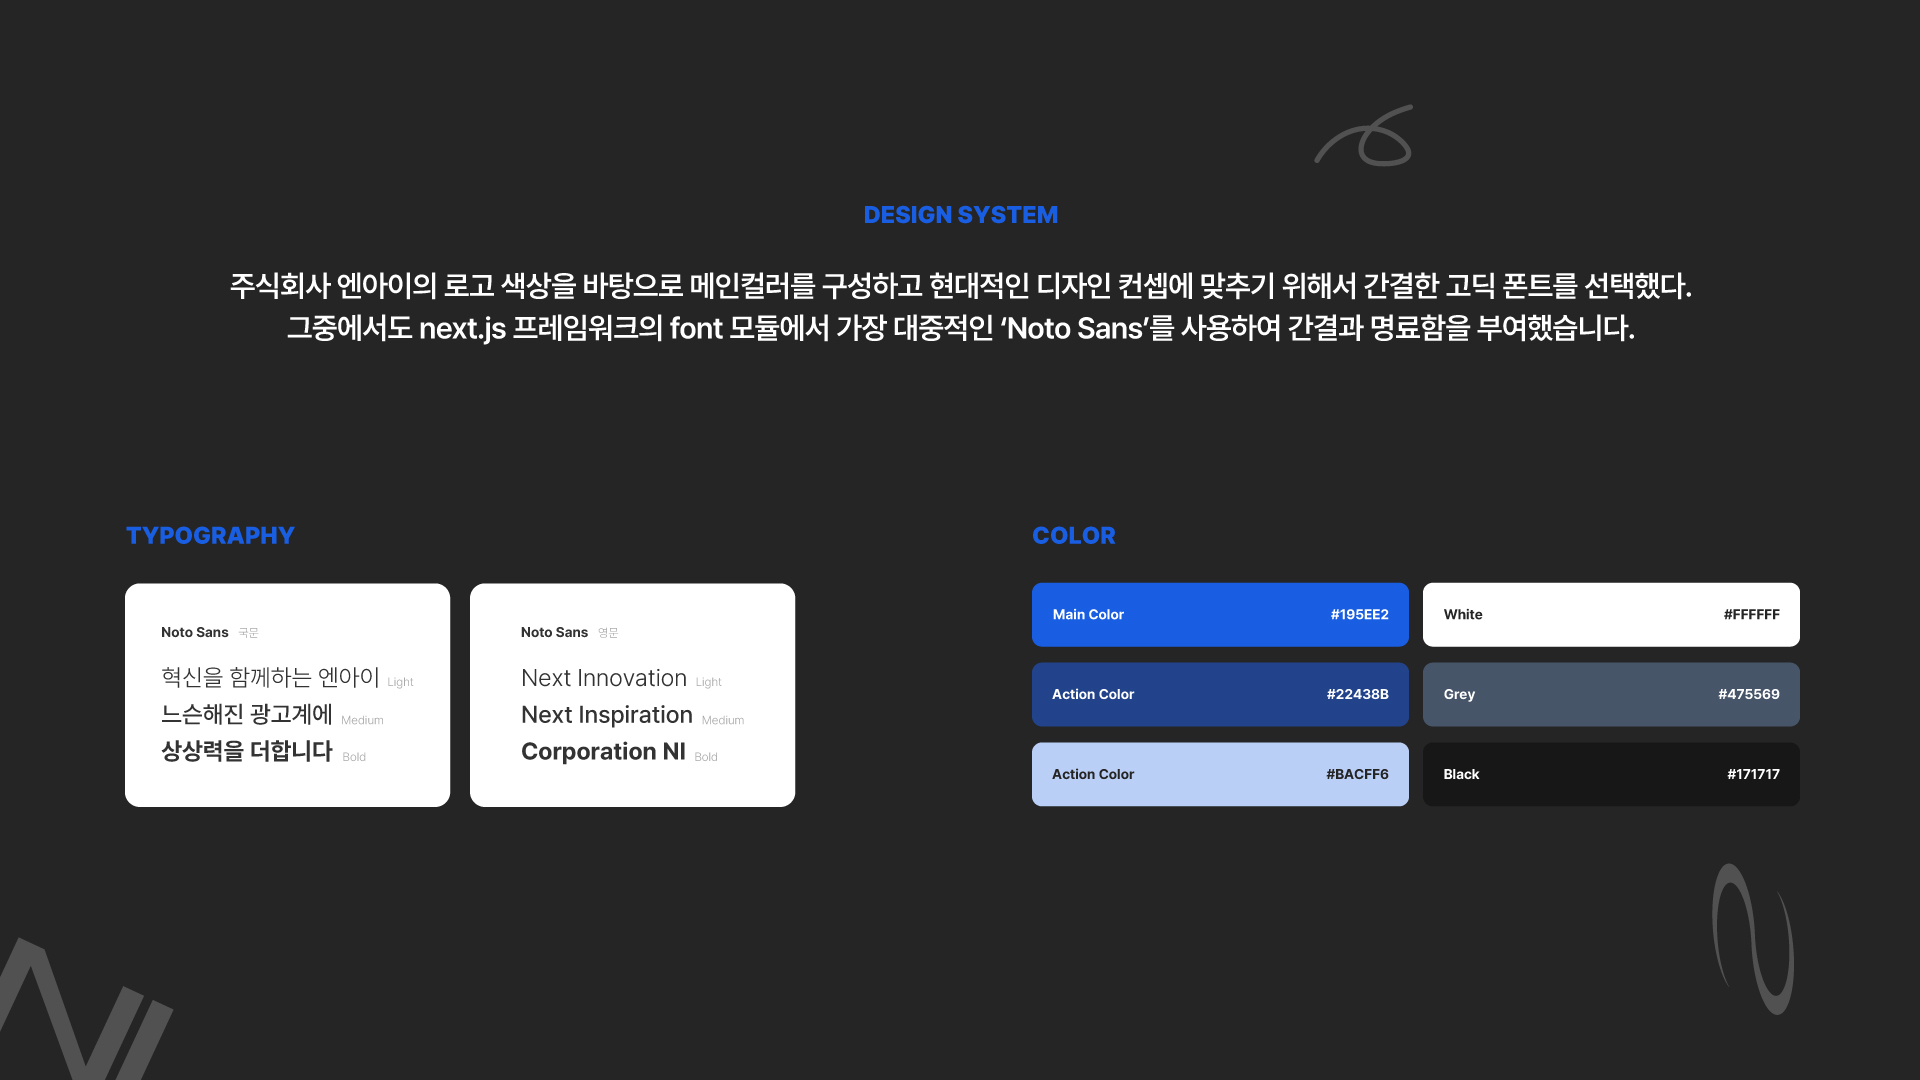 DESIGN SYSTEM
주식회사 엔아이의 로고 색상을 바탕으로 메인컬러를 구성하고 현대적인 디자인 컨셉에 맞추기 위해서 간결한 고딕 폰트를 선택했다.
그중에서도 next.js 프레임워크의 font 모듈에서 가장 대중적인 ‘Noto Sans’를 사용하여 간결과 명료함을 부여했습니다.
TYPOGRAPHY
Noto Sans 국문
혁신을 함께하는 엔아이 Light
느슨해진 광고계에 Medium
상상력을 더합니다 Bold
Noto Sans 영문
Next Innovation Light
Next Inspiration Medium
Corporation NI Bold
COLOR
Main Color #195EE2
White #FFFFFF
Action Color #22438B
Grey #475569
Action Color #BACFF6
Black #171717